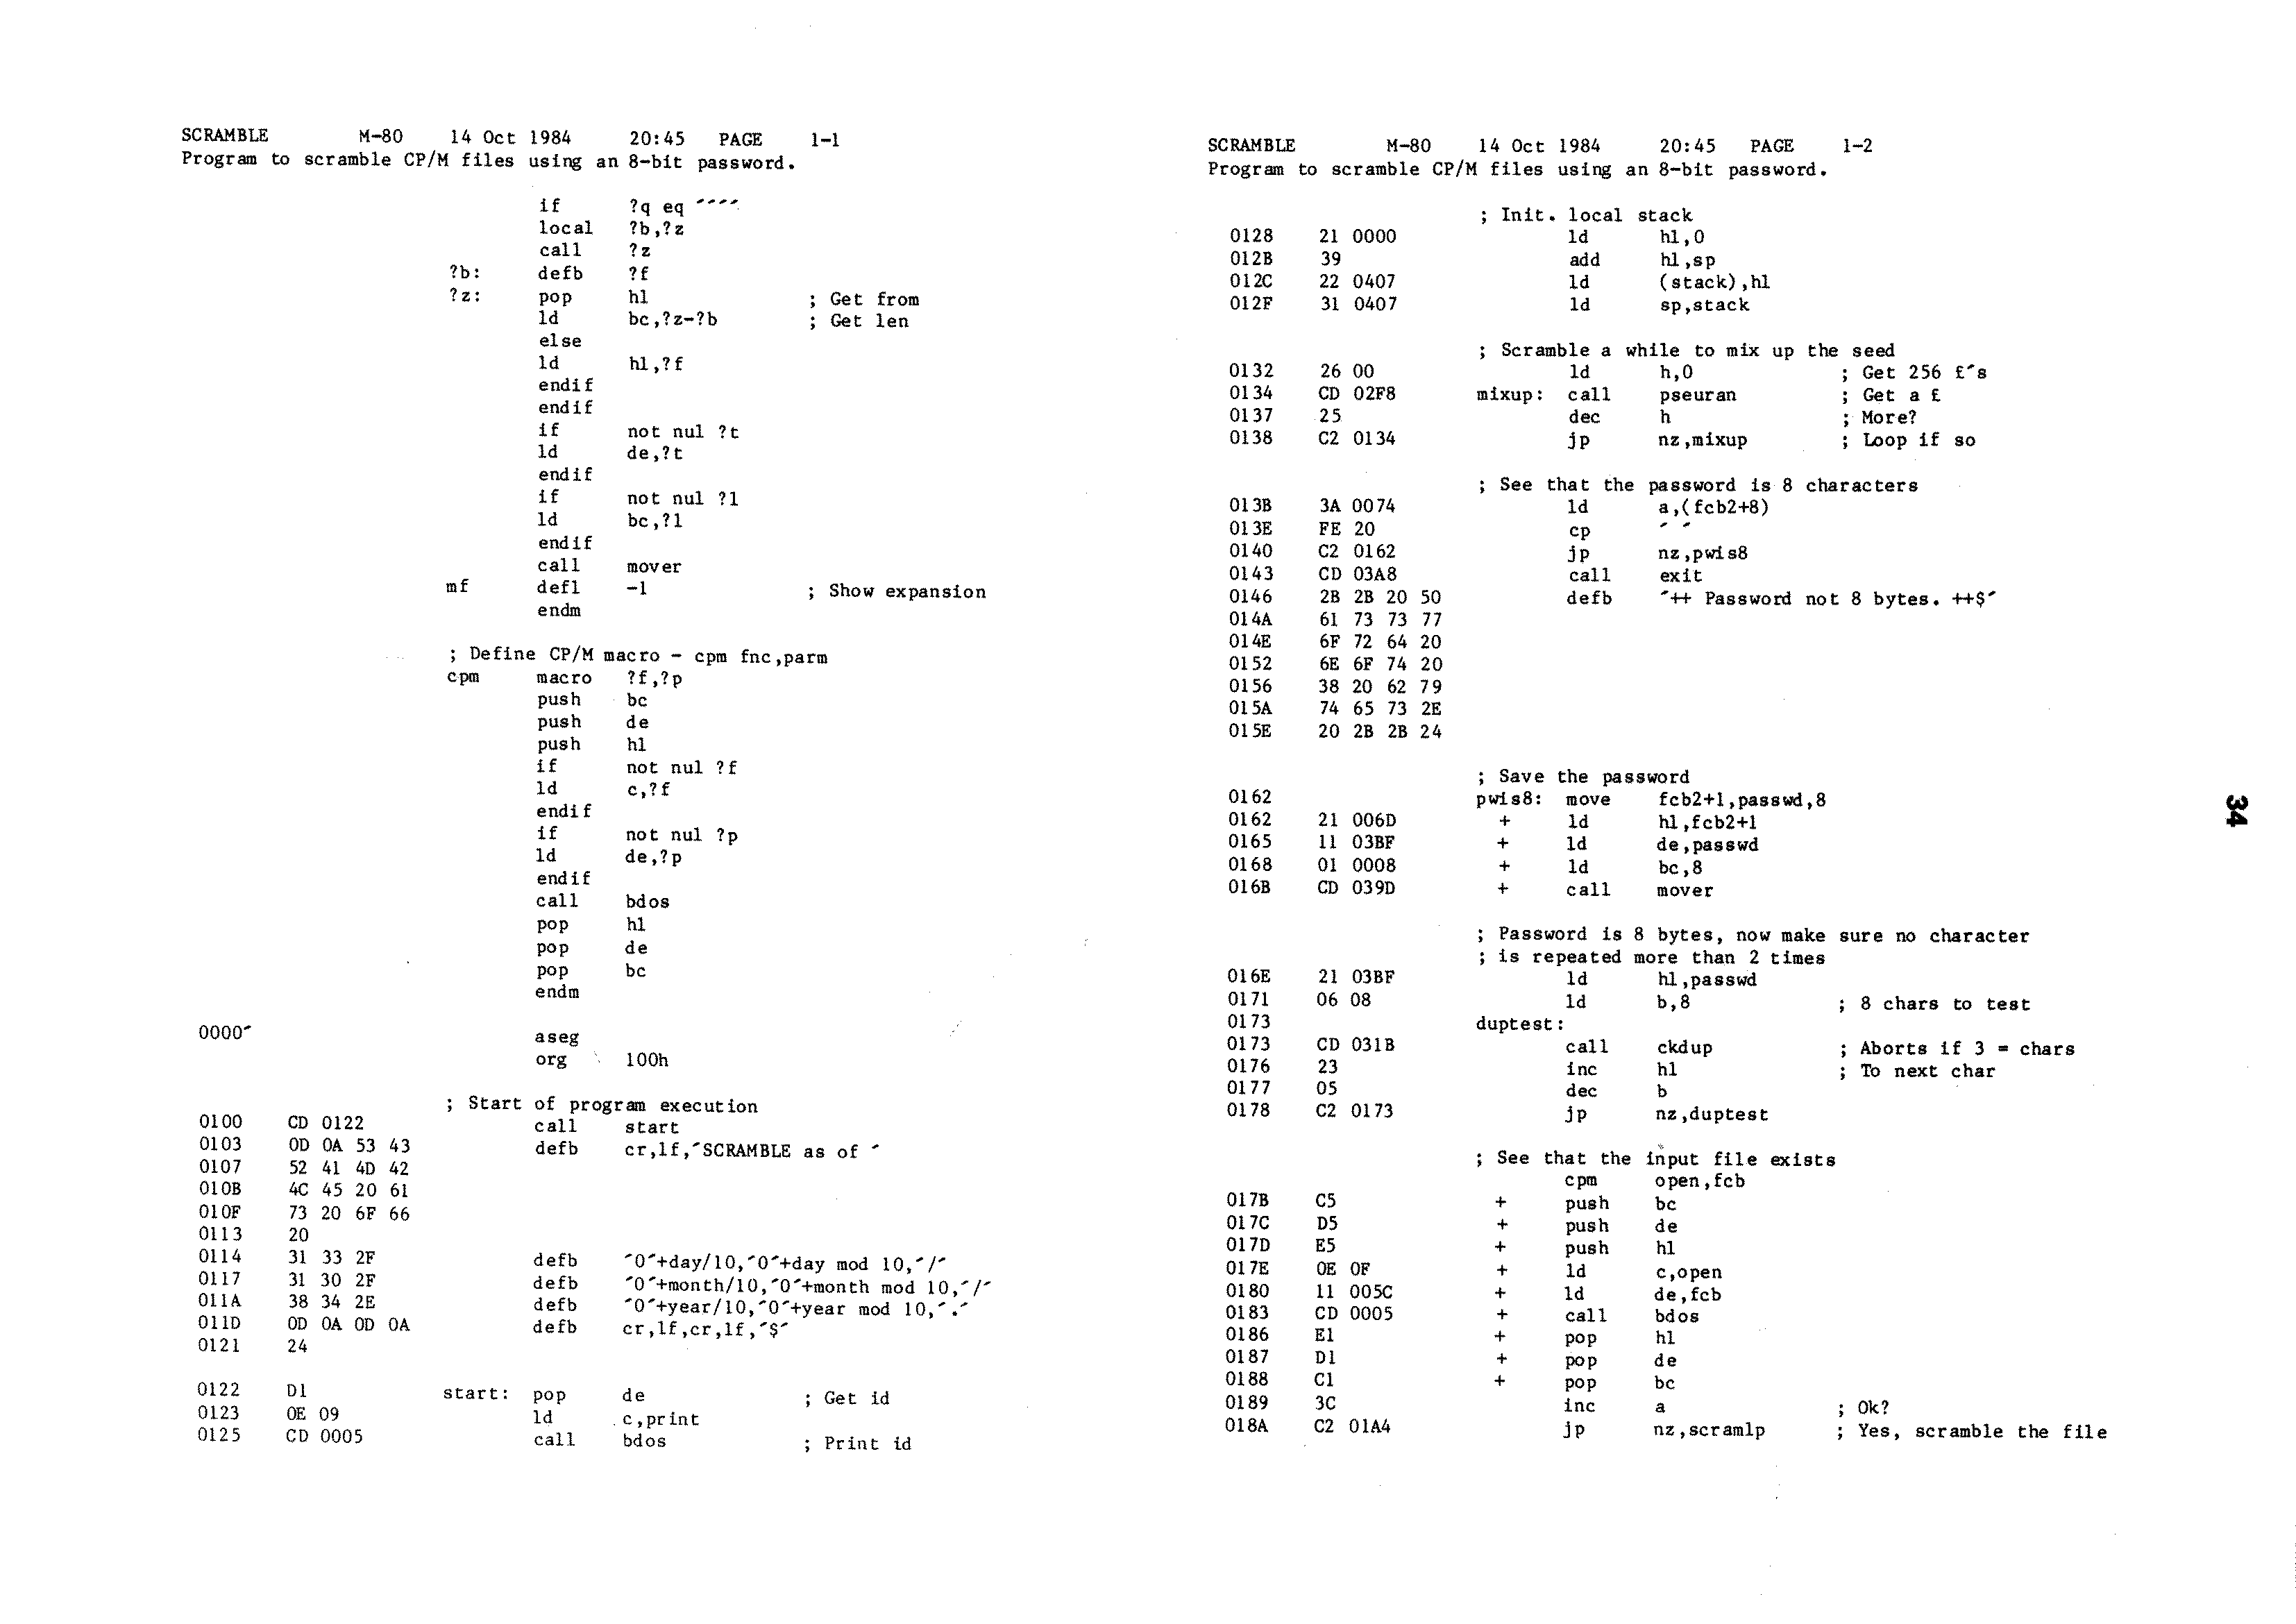 SCRAMBLE M-80 14 Oct 1984 20:45 PAGE 1-1
Program to scramble CP/M files using an 8-bit password.
if ?q eq ´´´´
local ?b,?z
call ?z
?b: defb ?f
?z: pop hl ; Get from
ld bc,?z-?b ; Get len
else
ld hl,?f
endif
endif
if not nul ?t
ld de,?t
endif
if not nul ?l
ld bc,?l
endif
call mover
mf defl -1 ; Show expansion
endm
; Define CP/M macro - cpm fnc,parm
cpm macro ?f,?p
push bc
push de
push hl
if not nul ?f
ld c,?f
endif
if not nul ?p
ld de,?p
endif
call bdos
pop hl
pop de
pop bc
endm
0000´ aseg
org 100h
; Start of program execution
0100 CD 0122 call start
0103 0D 0A 53 43 defb cr,lf,´SCRAMBLE as of ´
0107 52 41 4D 42
010B 4C 45 20 61
010F 73 20 6F 66
0113 20
0114 31 33 2F defb ´0´+day/10,´0´+day mod 10,´/´
0117 31 30 2F defb ´0´+month/10,´0´+month mod 10,´/´
011A 38 34 2E defb ´0´+year/10,´0´+year mod 10,´.´
011D 0D 0A 0D 0A defb cr,lf,cr,lf,´$´
0121 24
0122 D1 start: pop de ; Get id
0123 0E 09 ld c,print
0125 CD 0005 call bdos ; Print id
SCRAMBLE M-80 14 Oct 1984 20:45 PAGE 1-2
Program to scramble CP/M files using an 8-bit password.
; Init. local stack
0128 21 0000 ld hl,0
012B 39 add hl,sp
012C 22 0407 ld (stack),hl
012F 31 0407 ld sp,stack
; Scramble a while to mix up the seed
0132 26 00 ld h,0 ; Get 256 £´s
0134 CD 02F8 mixup: call pseuran ; Get a £
0137 25 dec h ; More?
0138 C2 0134 jp nz,mixup ; Loop if so
; See that the password is 8 characters
013B 3A 0074 ld a,(fcb2+8)
013E FE 20 cp ´ ´
0140 C2 0162 jp nz,pwis8
0143 CD 03A8 call exit
0146 2B 2B 20 50 defb ´++ Password not 8 bytes. ++$´
014A 61 73 73 77
014E 6F 72 64 20
0152 6E 6F 74 20
0156 38 20 62 79
015A 74 65 73 2E
015E 20 2B 2B 24
; Save the password
0162 pwis8: move fcb2+1,passwd,8
0162 21 006D + ld hl,fcb2+1
0165 11 03BF + ld de,passwd
0168 01 0008 + ld bc,8
016B CD 039D + call mover
; Password is 8 bytes, now make sure no character
; is repeated more than 2 times
016E 21 03BF ld hl,passwd
0171 06 08 ld b,8 ; 8 chars to test
0173 duptest:
0173 CD 031B call ckdup ; Aborts if 3 = chars
0176 23 inc hl ; To next char
0177 05 dec b
0178 C2 0173 jp nz,duptest
; See that the input file exists
cpm open,fcb
017B C5 + push bc
017C D5 + push de
017D E5 + push hl
017E 0E 0F + ld c,open
0180 11 005C + ld de,fcb
0183 CD 0005 + call bdos
0186 E1 + pop hl
0187 D1 + pop de
0188 C1 + pop bc
0189 3C inc a ; Ok?
018A C2 01A4 jp nz,scramlp ; Yes, scramble the file
34